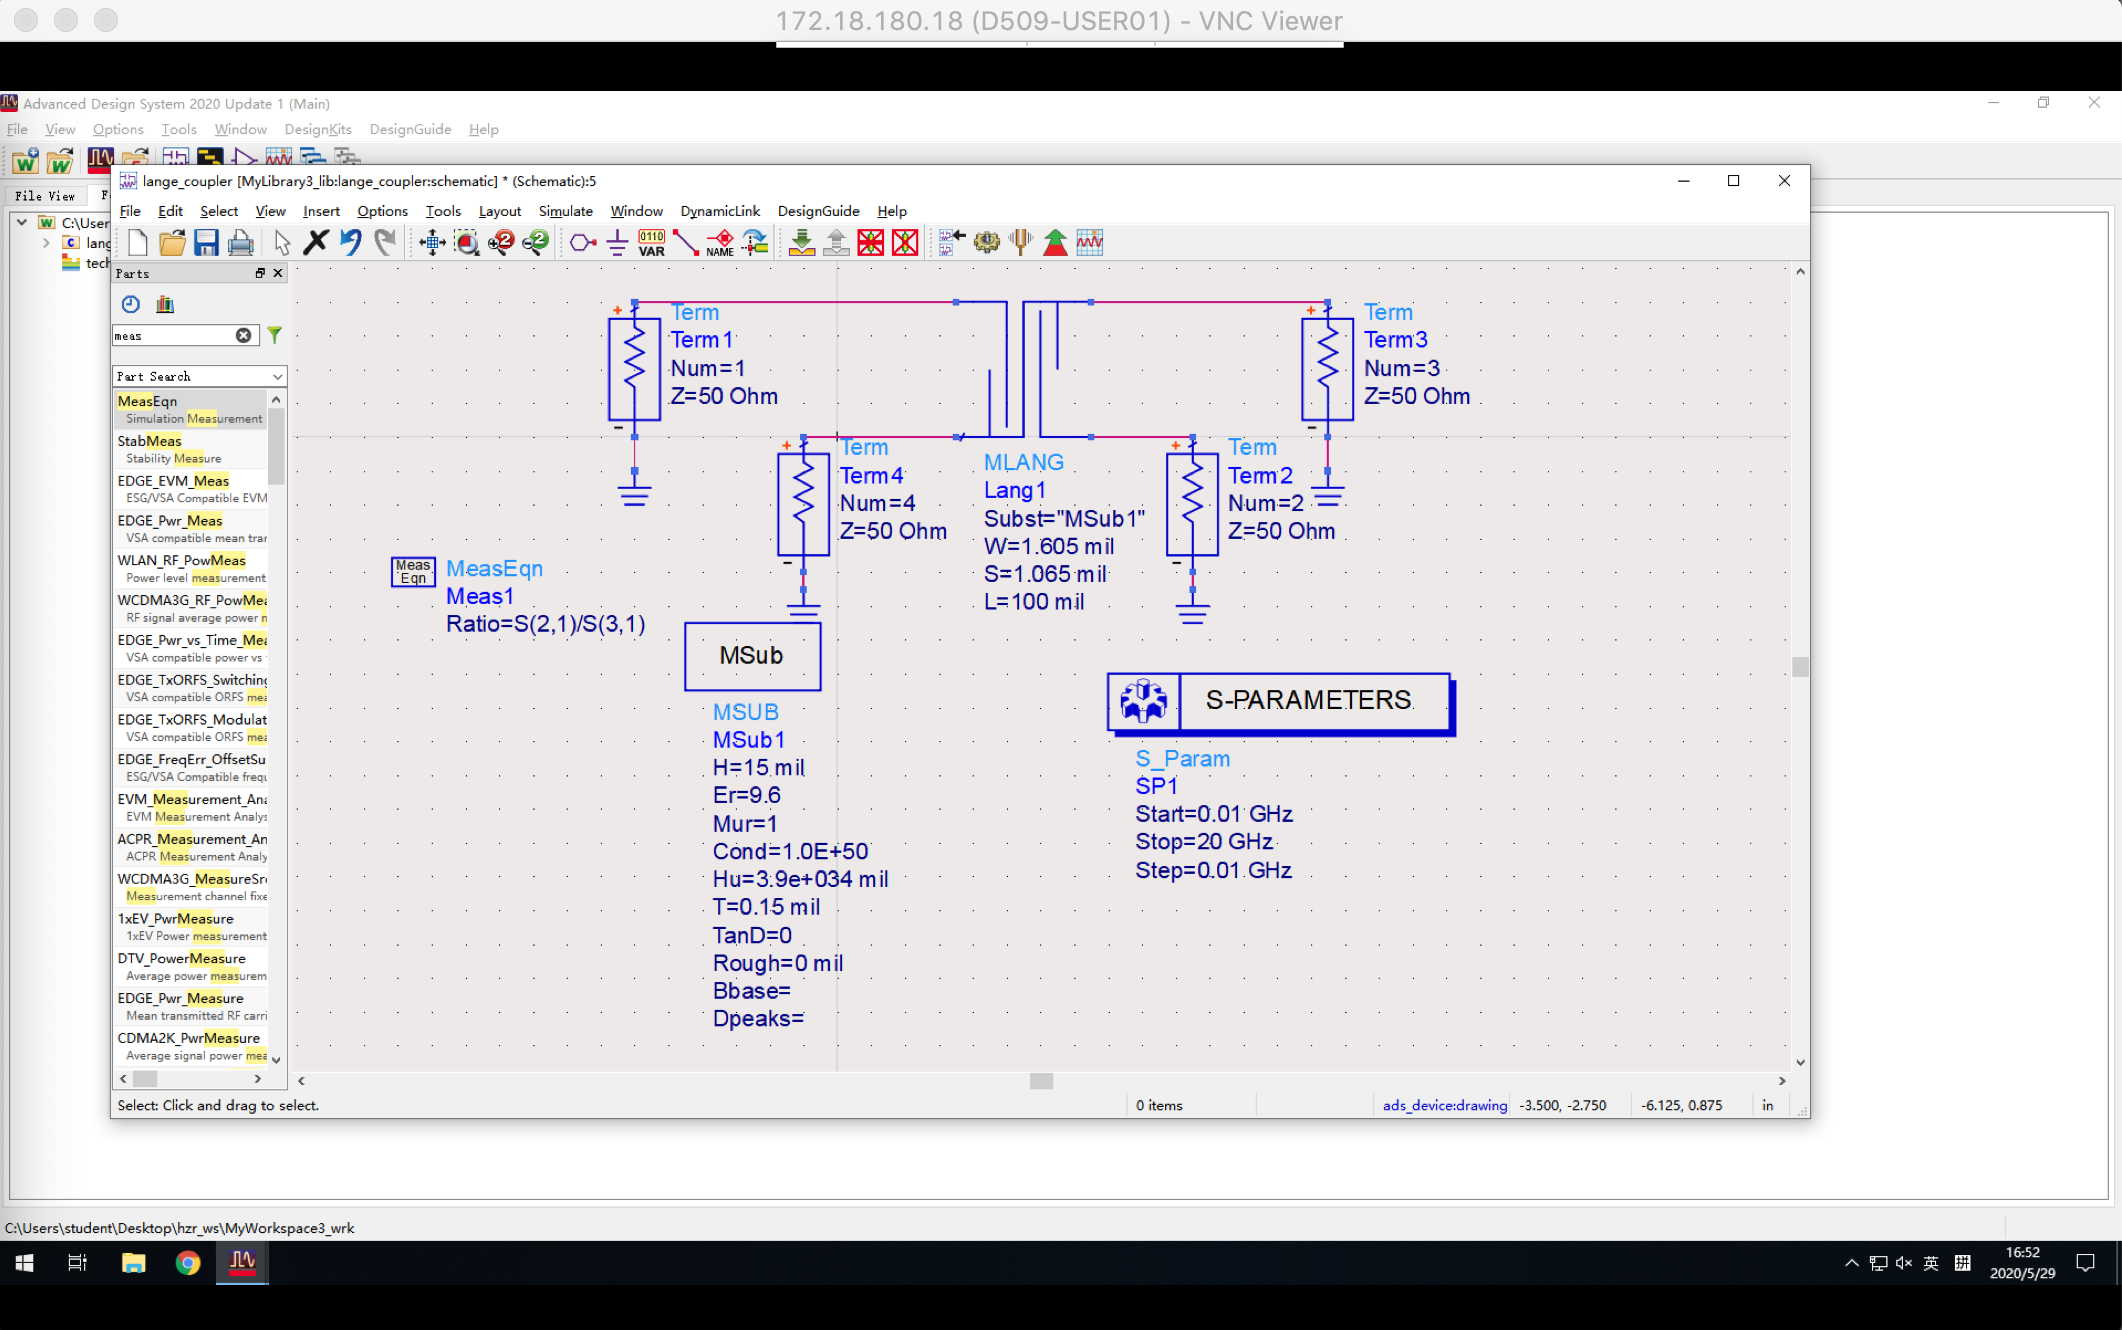 172.18.180.18 (D509-USER01) - VNC Viewer
Advanced Design System 2020 Update 1 (Main)
File View Options Tools Window DesignKits DesignGuide Help
File View
C:\User
lang
tech
lange_coupler [MyLibrary3_lib:lange_coupler:schematic] * (Schematic):5
File Edit Select View Insert Options Tools Layout Simulate Window DynamicLink DesignGuide Help
0110
VAR
NAME
Parts
meas
Part Search
MeasEqn
Simulation Measurement
StabMeas
Stability Measure
EDGE_EVM_Meas
ESG/VSA Compatible EVM
EDGE_Pwr_Meas
VSA compatible mean trar
WLAN_RF_PowMeas
Power level measurement
WCDMA3G_RF_PowMea
RF signal average power n
EDGE_Pwr_vs_Time_Mea
VSA compatible power vs
EDGE_TxORFS_Switching
VSA compatible ORFS mea
EDGE_TxORFS_Modulat
VSA compatible ORFS mea
EDGE_FreqErr_OffsetSu
ESG/VSA Compatible frequ
EVM_Measurement_Ana
EVM Measurement Analys
ACPR_Measurement_An
ACPR Measurement Analy
WCDMA3G_MeasureSr
Measurement channel fixe
1xEV_PwrMeasure
1xEV Power measurement
DTV_PowerMeasure
Average power measurem
EDGE_Pwr_Measure
Mean transmitted RF carri
CDMA2K_PwrMeasure
Average signal power mea
Term
Term1
Num=1
Z=50 Ohm
Term
Term3
Num=3
Z=50 Ohm
Term
Term4
Num=4
Z=50 Ohm
MLANG
Lang1
Subst="MSub1"
W=1.605 mil
S=1.065 mil
L=100 mil
Term
Term2
Num=2
Z=50 Ohm
Meas
Eqn
MeasEqn
Meas1
Ratio=S(2,1)/S(3,1)
MSub
MSUB
MSub1
H=15 mil
Er=9.6
Mur=1
Cond=1.0E+50
Hu=3.9e+034 mil
T=0.15 mil
TanD=0
Rough=0 mil
Bbase=
Dpeaks=
S-PARAMETERS
S_Param
SP1
Start=0.01 GHz
Stop=20 GHz
Step=0.01 GHz
Select: Click and drag to select.
0 items
ads_device:drawing
-3.500, -2.750
-6.125, 0.875
in
C:\Users\student\Desktop\hzr_ws\MyWorkspace3_wrk
英
拼
16:52
2020/5/29